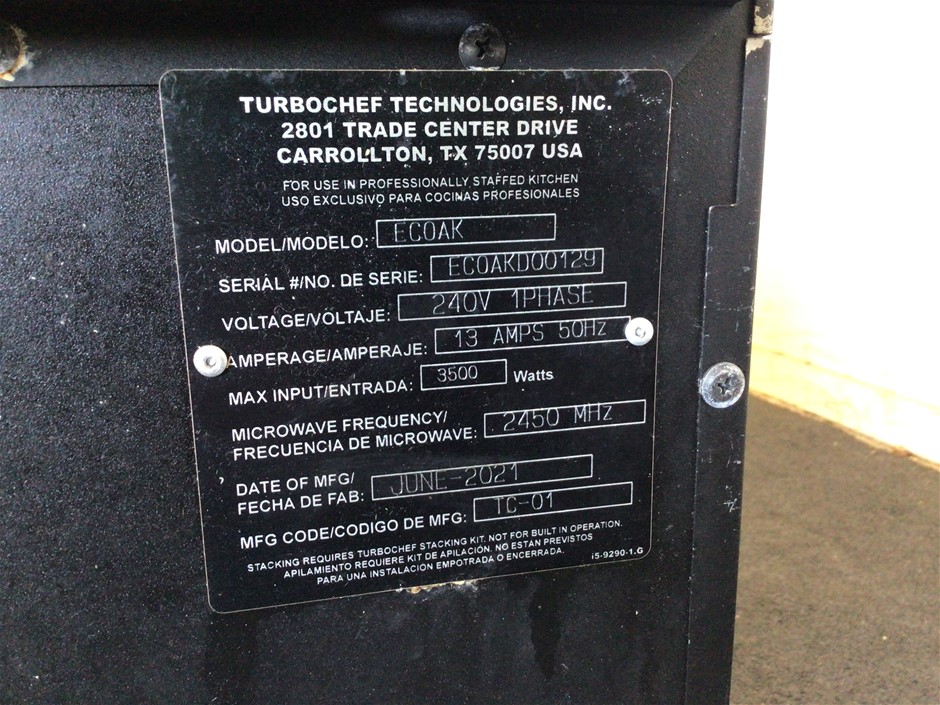 TURBOCHEF TECHNOLOGIES, INC.
2801 TRADE CENTER DRIVE
CARROLLTON, TX 75007 USA
FOR USE IN PROFESSIONALLY STAFFED KITCHEN
USO EXCLUSIVO PARA COCINAS PROFESIONALES
MODEL/MODELO: ECOAK
SERIAL #/NO. DE SERIE: ECOAKD00129
VOLTAGE/VOLTAJE: 240V 1PHASE
AMPERAGE/AMPERAJE: 13 AMPS 50Hz
MAX INPUT/ENTRADA: 3500 Watts
MICROWAVE FREQUENCY/
FRECUENCIA DE MICROWAVE: 2450 MHz
DATE OF MFG/
FECHA DE FAB: JUNE-2021
MFG CODE/CODIGO DE MFG: TC-01
STACKING REQUIRES TURBOCHEF STACKING KIT. NOT FOR BUILT IN OPERATION.
APILAMIENTO REQUIERE KIT DE APILACIÓN. NO ESTÁN PREVISTOS
PARA UNA INSTALACION EMPOTRADA O ENCERRADA.
i5-9290-1.G